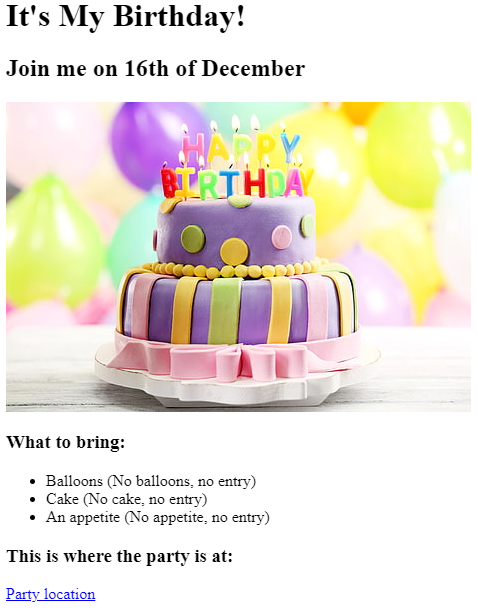 It's My Birthday!
Join me on 16th of December
HAPPY
BIRTHDAY
What to bring:
Balloons (No balloons, no entry)
Cake (No cake, no entry)
An appetite (No appetite, no entry)
This is where the party is at:
Party location